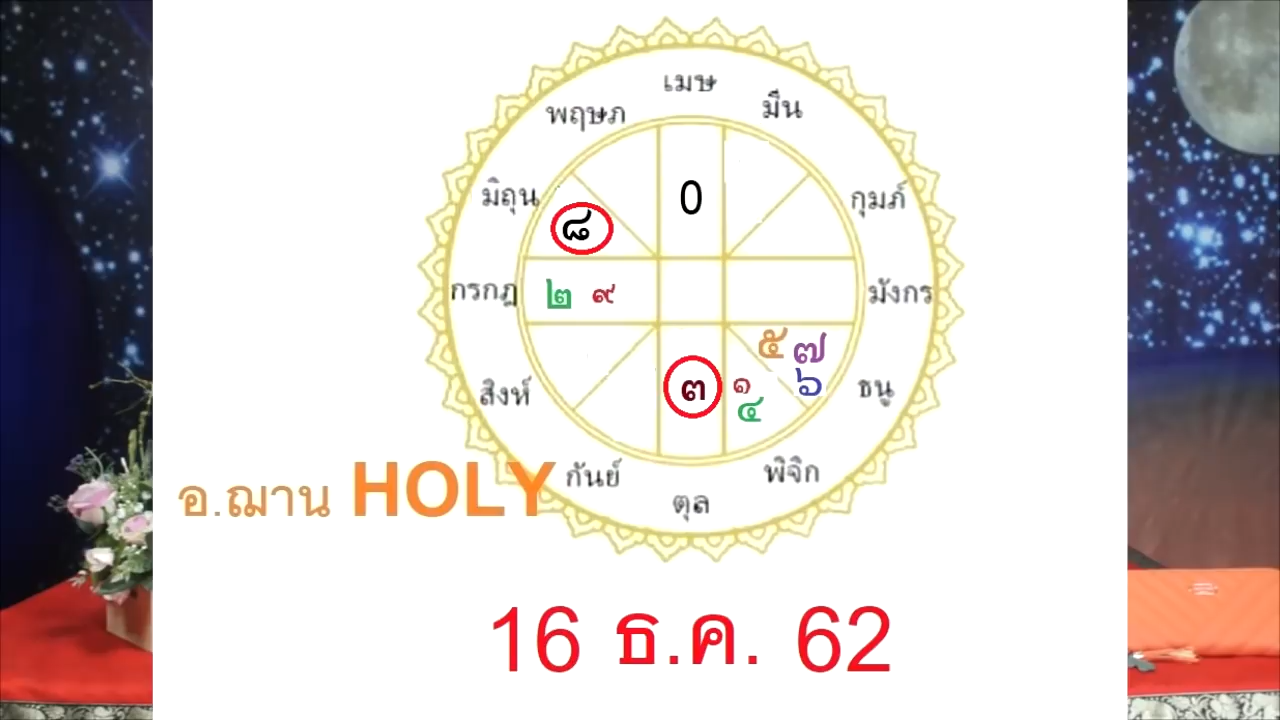 เมษ
พฤษภ
มีน
มิถุน
กุมภ์
๘
0
กรกฎ
๒ ๙
มังกร
๕ ๗
สิงห์
๓
๑ ๖
ธนู
๔
อ.ฌาน HOLY
กันย์
พิจิก
ตุล
16 ธ.ค. 62